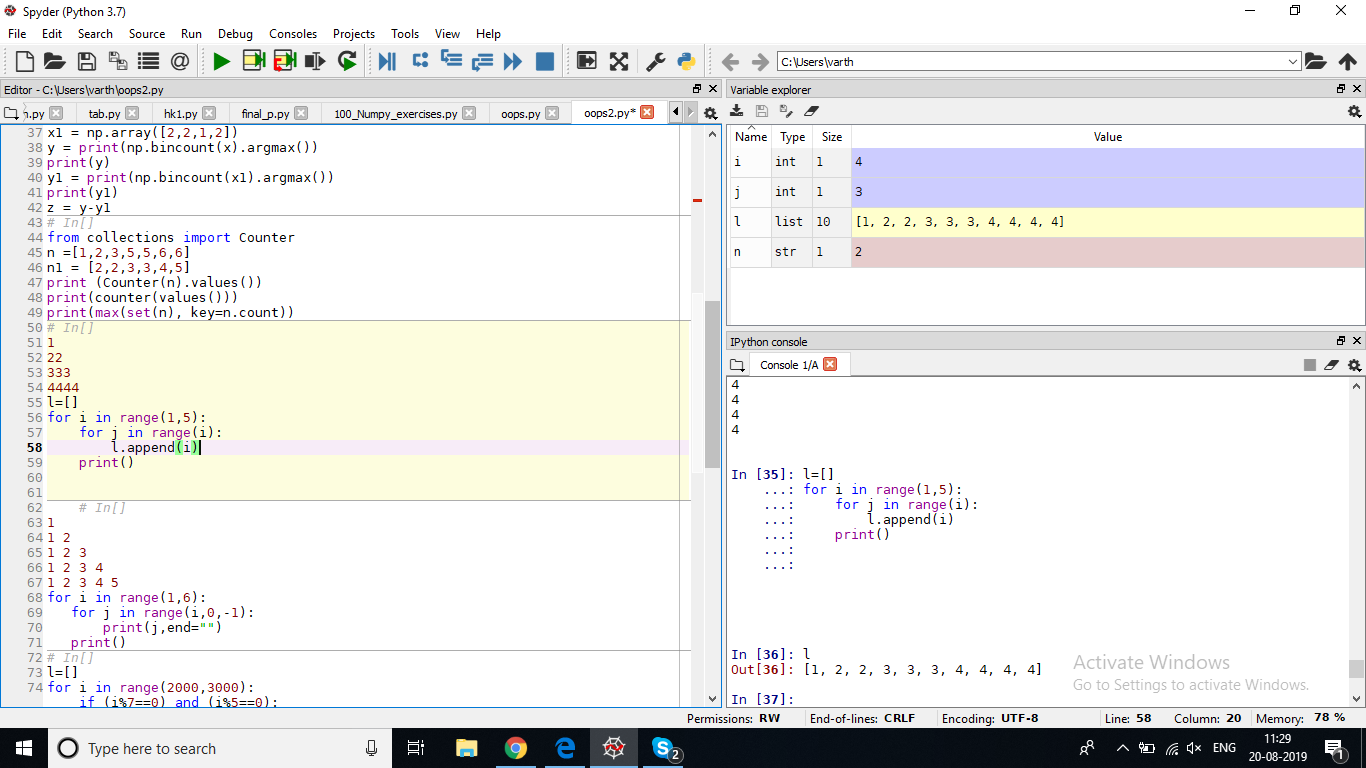 Spyder (Python 3.7)
File Edit Search Source Run Debug Consoles Projects Tools View Help
C:\Users\varth
Editor - C:\Users\varth\oops2.py
n.py tab.py hk1.py final_p.py 100_Numpy_exercises.py oops.py oops2.py*
37 x1 = np.array([2,2,1,2])
38 y = print(np.bincount(x).argmax())
39 print(y)
40 y1 = print(np.bincount(x1).argmax())
41 print(y1)
42 z = y-y1
43 # In[]
44 from collections import Counter
45 n =[1,2,3,5,5,6,6]
46 n1 = [2,2,3,3,4,5]
47 print (Counter(n).values())
48 print(counter(values()))
49 print(max(set(n), key=n.count))
50 # In[]
51 1
52 22
53 333
54 4444
55 l=[]
56 for i in range(1,5):
57     for j in range(i):
58         l.append(i)
59     print()
60
61
62     # In[]
63 1
64 1 2
65 1 2 3
66 1 2 3 4
67 1 2 3 4 5
68 for i in range(1,6):
69    for j in range(i,0,-1):
70        print(j,end="")
71    print()
72 # In[]
73 l=[]
74 for i in range(2000,3000):
    if (i%7==0) and (i%5==0):
Variable explorer
Name Type Size Value
i int 1 4
j int 1 3
l list 10 [1, 2, 2, 3, 3, 3, 4, 4, 4, 4]
n str 1 2
IPython console
Console 1/A
4
4
4
4
In [35]: l=[]
    ...: for i in range(1,5):
    ...:     for j in range(i):
    ...:         l.append(i)
    ...:     print()
    ...:
    ...:
In [36]: l
Out[36]: [1, 2, 2, 3, 3, 3, 4, 4, 4, 4]
In [37]:
Activate Windows
Go to Settings to activate Windows.
Permissions: RW End-of-lines: CRLF Encoding: UTF-8 Line: 58 Column: 20 Memory: 78 %
Type here to search
2
ENG
11:29
20-08-2019
1